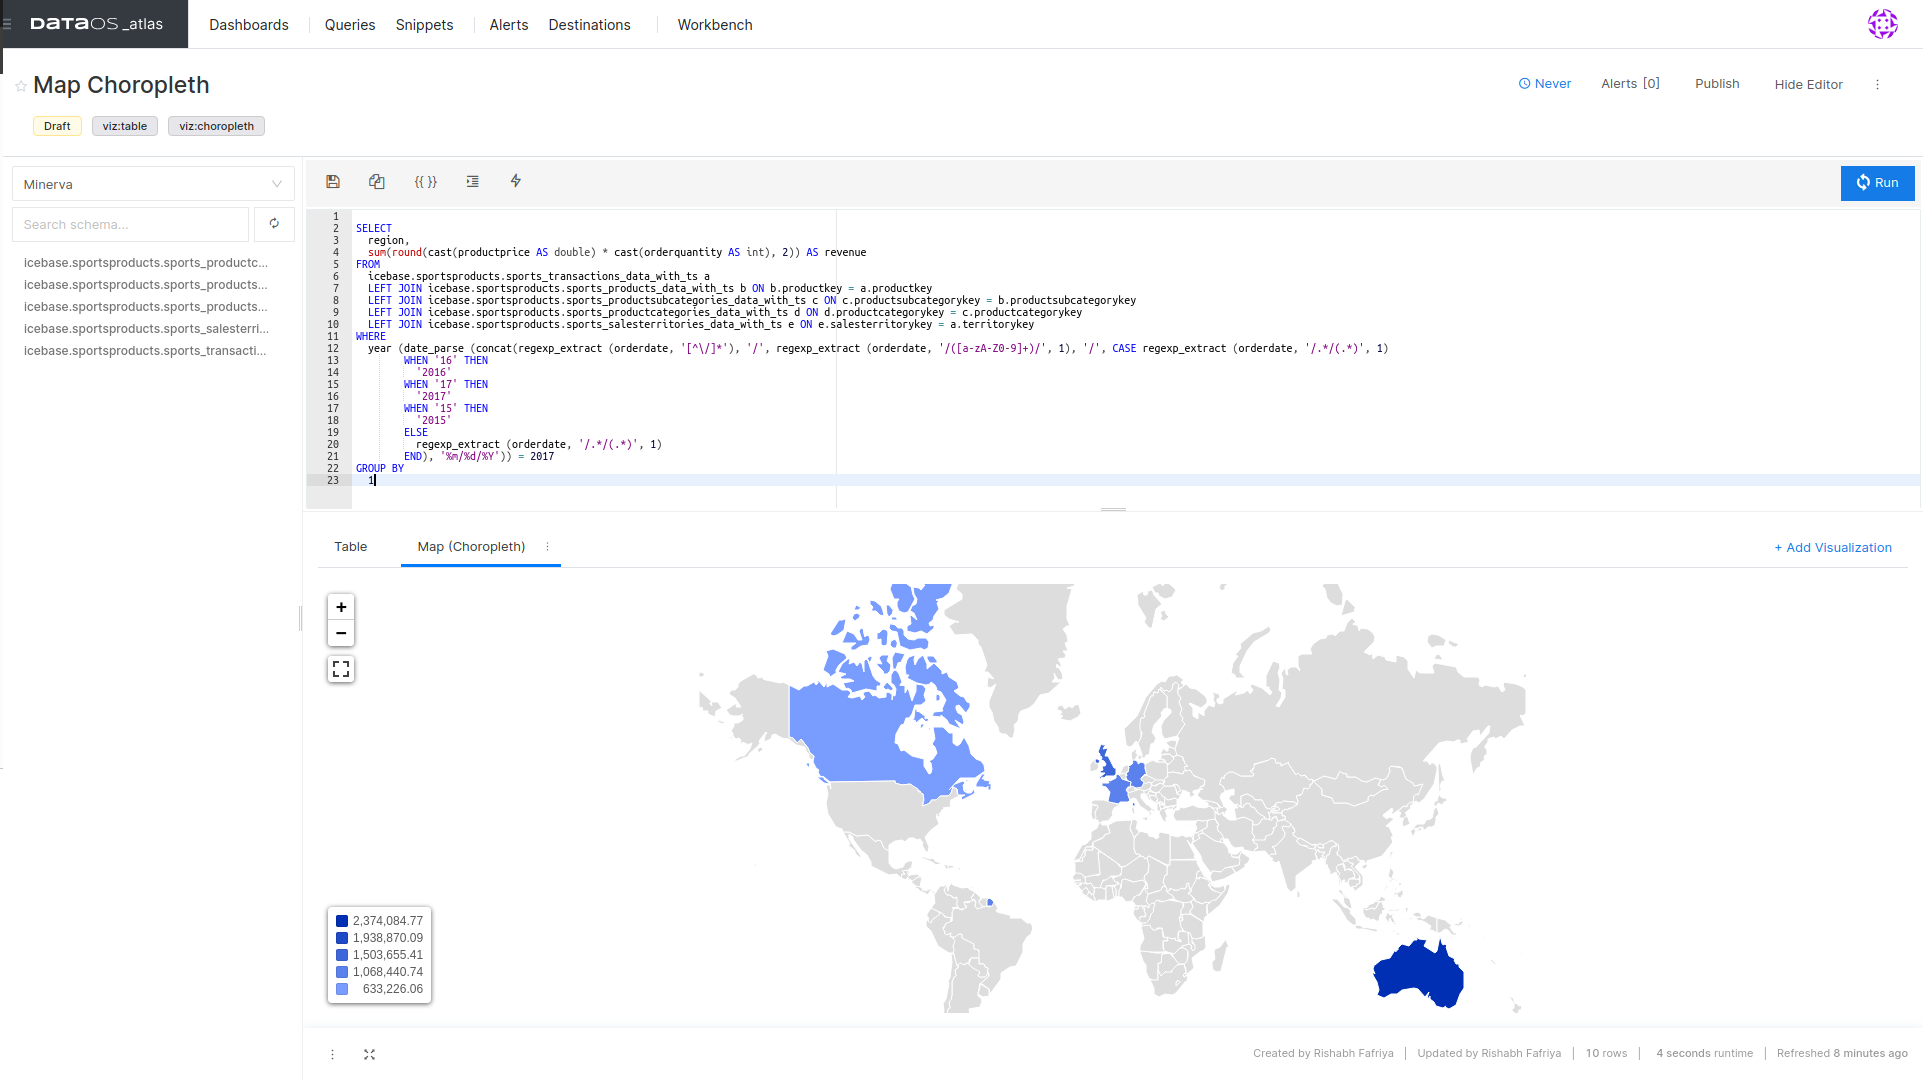 DATAOS _atlas
Dashboards Queries Snippets Alerts Destinations Workbench
Map Choropleth
Never Alerts [0] Publish Hide Editor
Draft viz:table viz:choropleth
Minerva
Search schema...
icebase.sportsproducts.sports_productc...
icebase.sportsproducts.sports_products...
icebase.sportsproducts.sports_products...
icebase.sportsproducts.sports_salesterri...
icebase.sportsproducts.sports_transacti...
{{ }}
Run
1
2 SELECT
3 region,
4 sum(round(cast(productprice AS double) * cast(orderquantity AS int), 2)) AS revenue
5 FROM
6 icebase.sportsproducts.sports_transactions_data_with_ts a
7 LEFT JOIN icebase.sportsproducts.sports_products_data_with_ts b ON b.productkey = a.productkey
8 LEFT JOIN icebase.sportsproducts.sports_productsubcategories_data_with_ts c ON c.productsubcategorykey = b.productsubcategorykey
9 LEFT JOIN icebase.sportsproducts.sports_productcategories_data_with_ts d ON d.productcategorykey = c.productcategorykey
10 LEFT JOIN icebase.sportsproducts.sports_salesterritories_data_with_ts e ON e.salesterritorykey = a.territorykey
11 WHERE
12 year (date_parse (concat(regexp_extract (orderdate, '[^\/]*'), '/', regexp_extract (orderdate, '/([a-zA-Z0-9]+)/', 1), '/', CASE regexp_extract (orderdate, '/.*/(.*)', 1)
13 WHEN '16' THEN
14 '2016'
15 WHEN '17' THEN
16 '2017'
17 WHEN '15' THEN
18 '2015'
19 ELSE
20 regexp_extract (orderdate, '/.*/(.*)', 1)
21 END), '%m/%d/%Y')) = 2017
22 GROUP BY
23 1
Table Map (Choropleth) + Add Visualization
+
−
2,374,084.77
1,938,870.09
1,503,655.41
1,068,440.74
633,226.06
Created by Rishabh Fafriya Updated by Rishabh Fafriya 10 rows 4 seconds runtime Refreshed 8 minutes ago